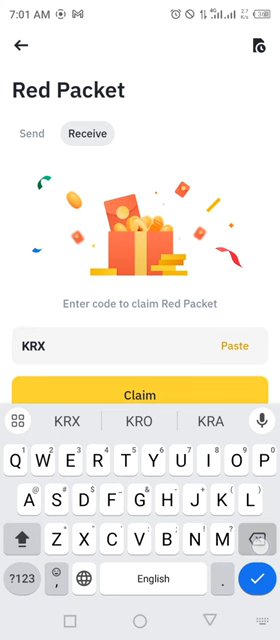 7:01 AM
Red Packet
Send Receive
Enter code to claim Red Packet
KRX Paste
Claim
KRX KRO KRA
Q W E R T Y U I O P
A S D F G H J K L
Z X C V B N M
?123 , English .